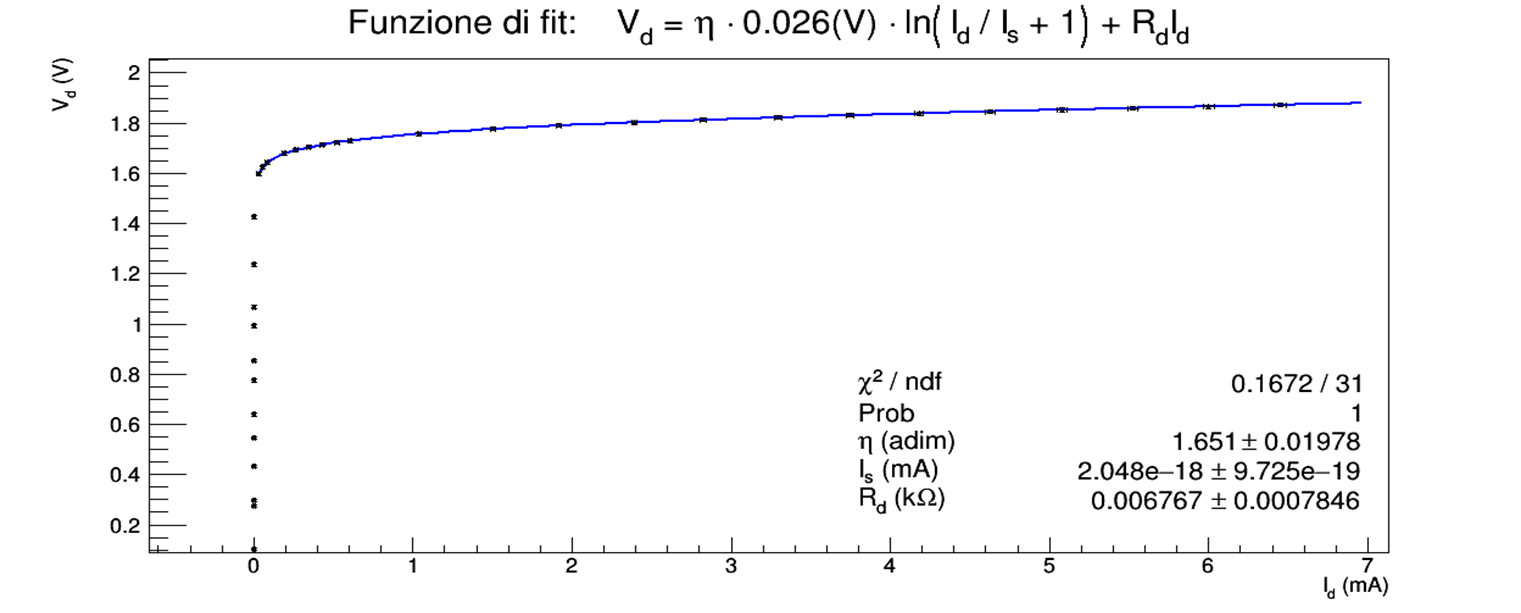 Funzione di fit: V_d = η · 0.026(V) · ln( I_d / I_s + 1) + R_dI_d
V_d (V)
2
1.8
1.6
1.4
1.2
1
0.8
0.6
0.4
0.2
χ² / ndf 0.1672 / 31
Prob 1
η (adim) 1.651 ± 0.01978
I_s (mA) 2.048e–18 ± 9.725e–19
R_d (kΩ) 0.006767 ± 0.0007846
0 1 2 3 4 5 6 7
I_d (mA)